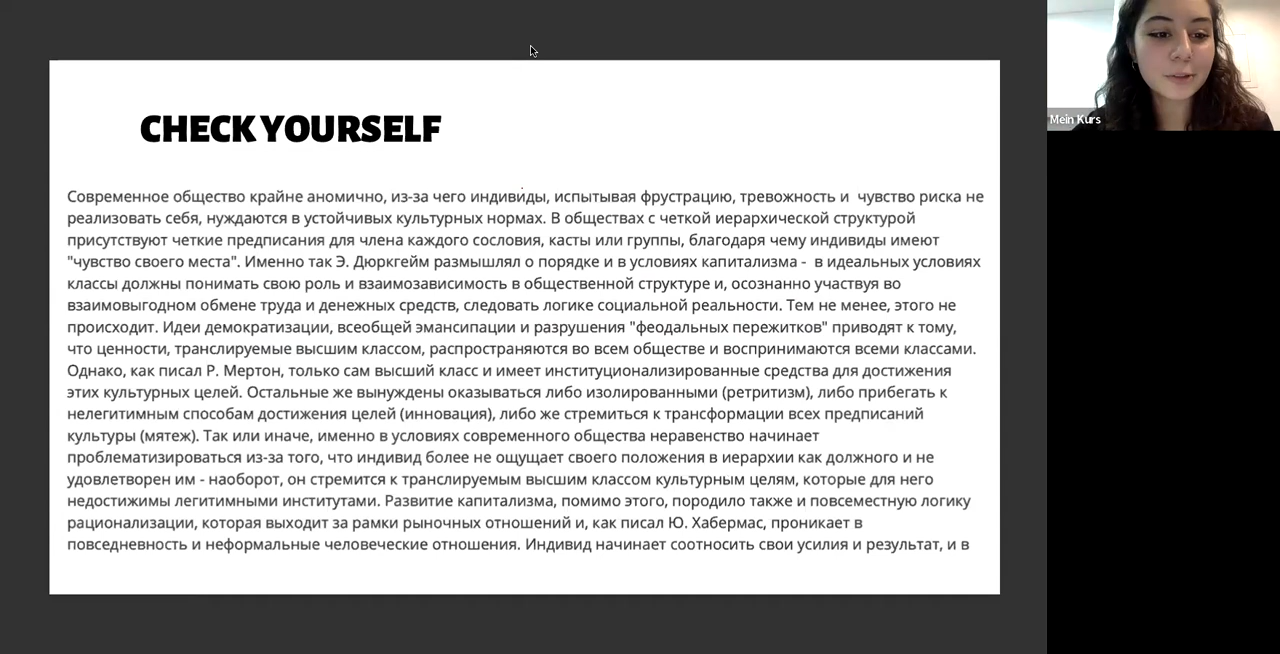 CHECK YOURSELF
Mein Kurs
Современное общество крайне аномично, из-за чего индивиды, испытывая фрустрацию, тревожность и чувство риска не
реализовать себя, нуждаются в устойчивых культурных нормах. В обществах с четкой иерархической структурой
присутствуют четкие предписания для члена каждого сословия, касты или группы, благодаря чему индивиды имеют
"чувство своего места". Именно так Э. Дюркгейм размышлял о порядке и в условиях капитализма - в идеальных условиях
классы должны понимать свою роль и взаимозависимость в общественной структуре и, осознанно участвуя во
взаимовыгодном обмене труда и денежных средств, следовать логике социальной реальности. Тем не менее, этого не
происходит. Идеи демократизации, всеобщей эмансипации и разрушения "феодальных пережитков" приводят к тому,
что ценности, транслируемые высшим классом, распространяются во всем обществе и воспринимаются всеми классами.
Однако, как писал Р. Мертон, только сам высший класс и имеет институционализированные средства для достижения
этих культурных целей. Остальные же вынуждены оказываться либо изолированными (ретритизм), либо прибегать к
нелегитимным способам достижения целей (инновация), либо же стремиться к трансформации всех предписаний
культуры (мятеж). Так или иначе, именно в условиях современного общества неравенство начинает
проблематизироваться из-за того, что индивид более не ощущает своего положения в иерархии как должного и не
удовлетворен им - наоборот, он стремится к транслируемым высшим классом культурным целям, которые для него
недостижимы легитимными институтами. Развитие капитализма, помимо этого, породило также и повсеместную логику
рационализации, которая выходит за рамки рыночных отношений и, как писал Ю. Хабермас, проникает в
повседневность и неформальные человеческие отношения. Индивид начинает соотносить свои усилия и результат, и в